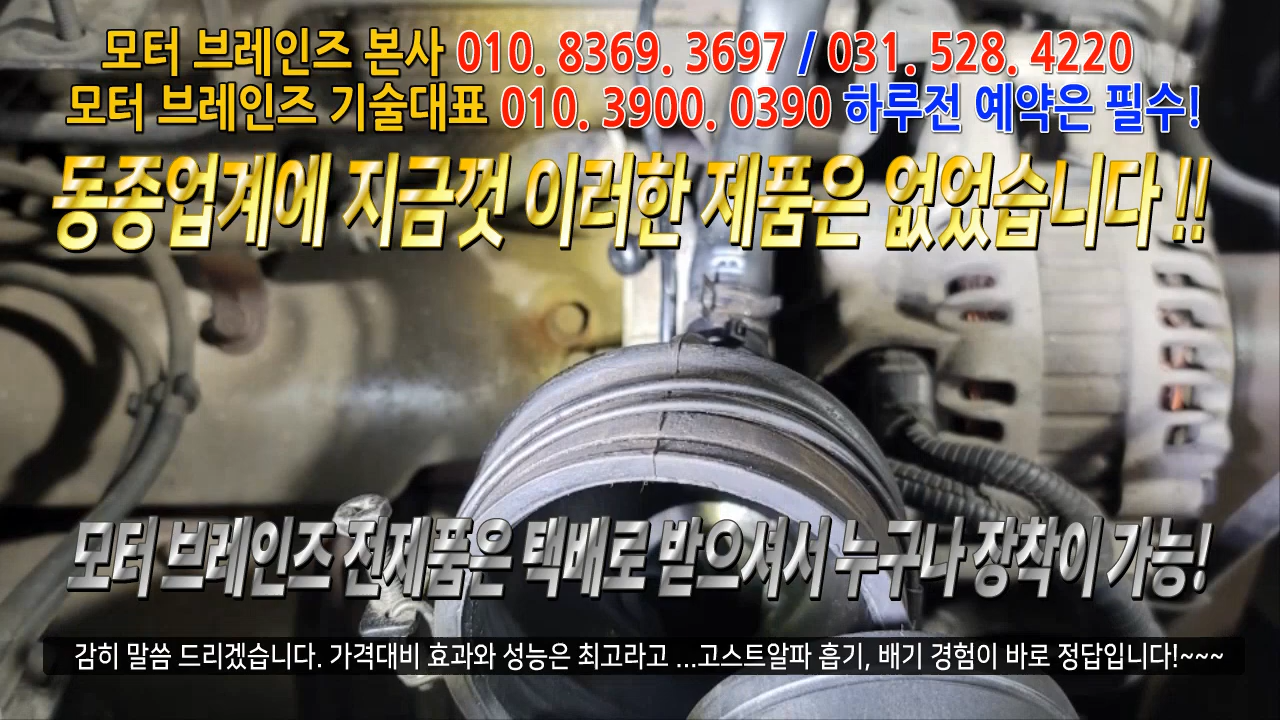 모터 브레인즈 본사 010. 8369. 3697 / 031. 528. 4220
모터 브레인즈 기술대표 010. 3900. 0390 하루전 예약은 필수!
동종업계에 지금껏 이러한 제품은 없었습니다 !!
모터 브레인즈 전제품은 택배로 받으셔서 누구나 장착이 가능!
감히 말씀 드리겠습니다. 가격대비 효과와 성능은 최고라고 ...고스트알파 흡기, 배기 경험이 바로 정답입니다!~~~